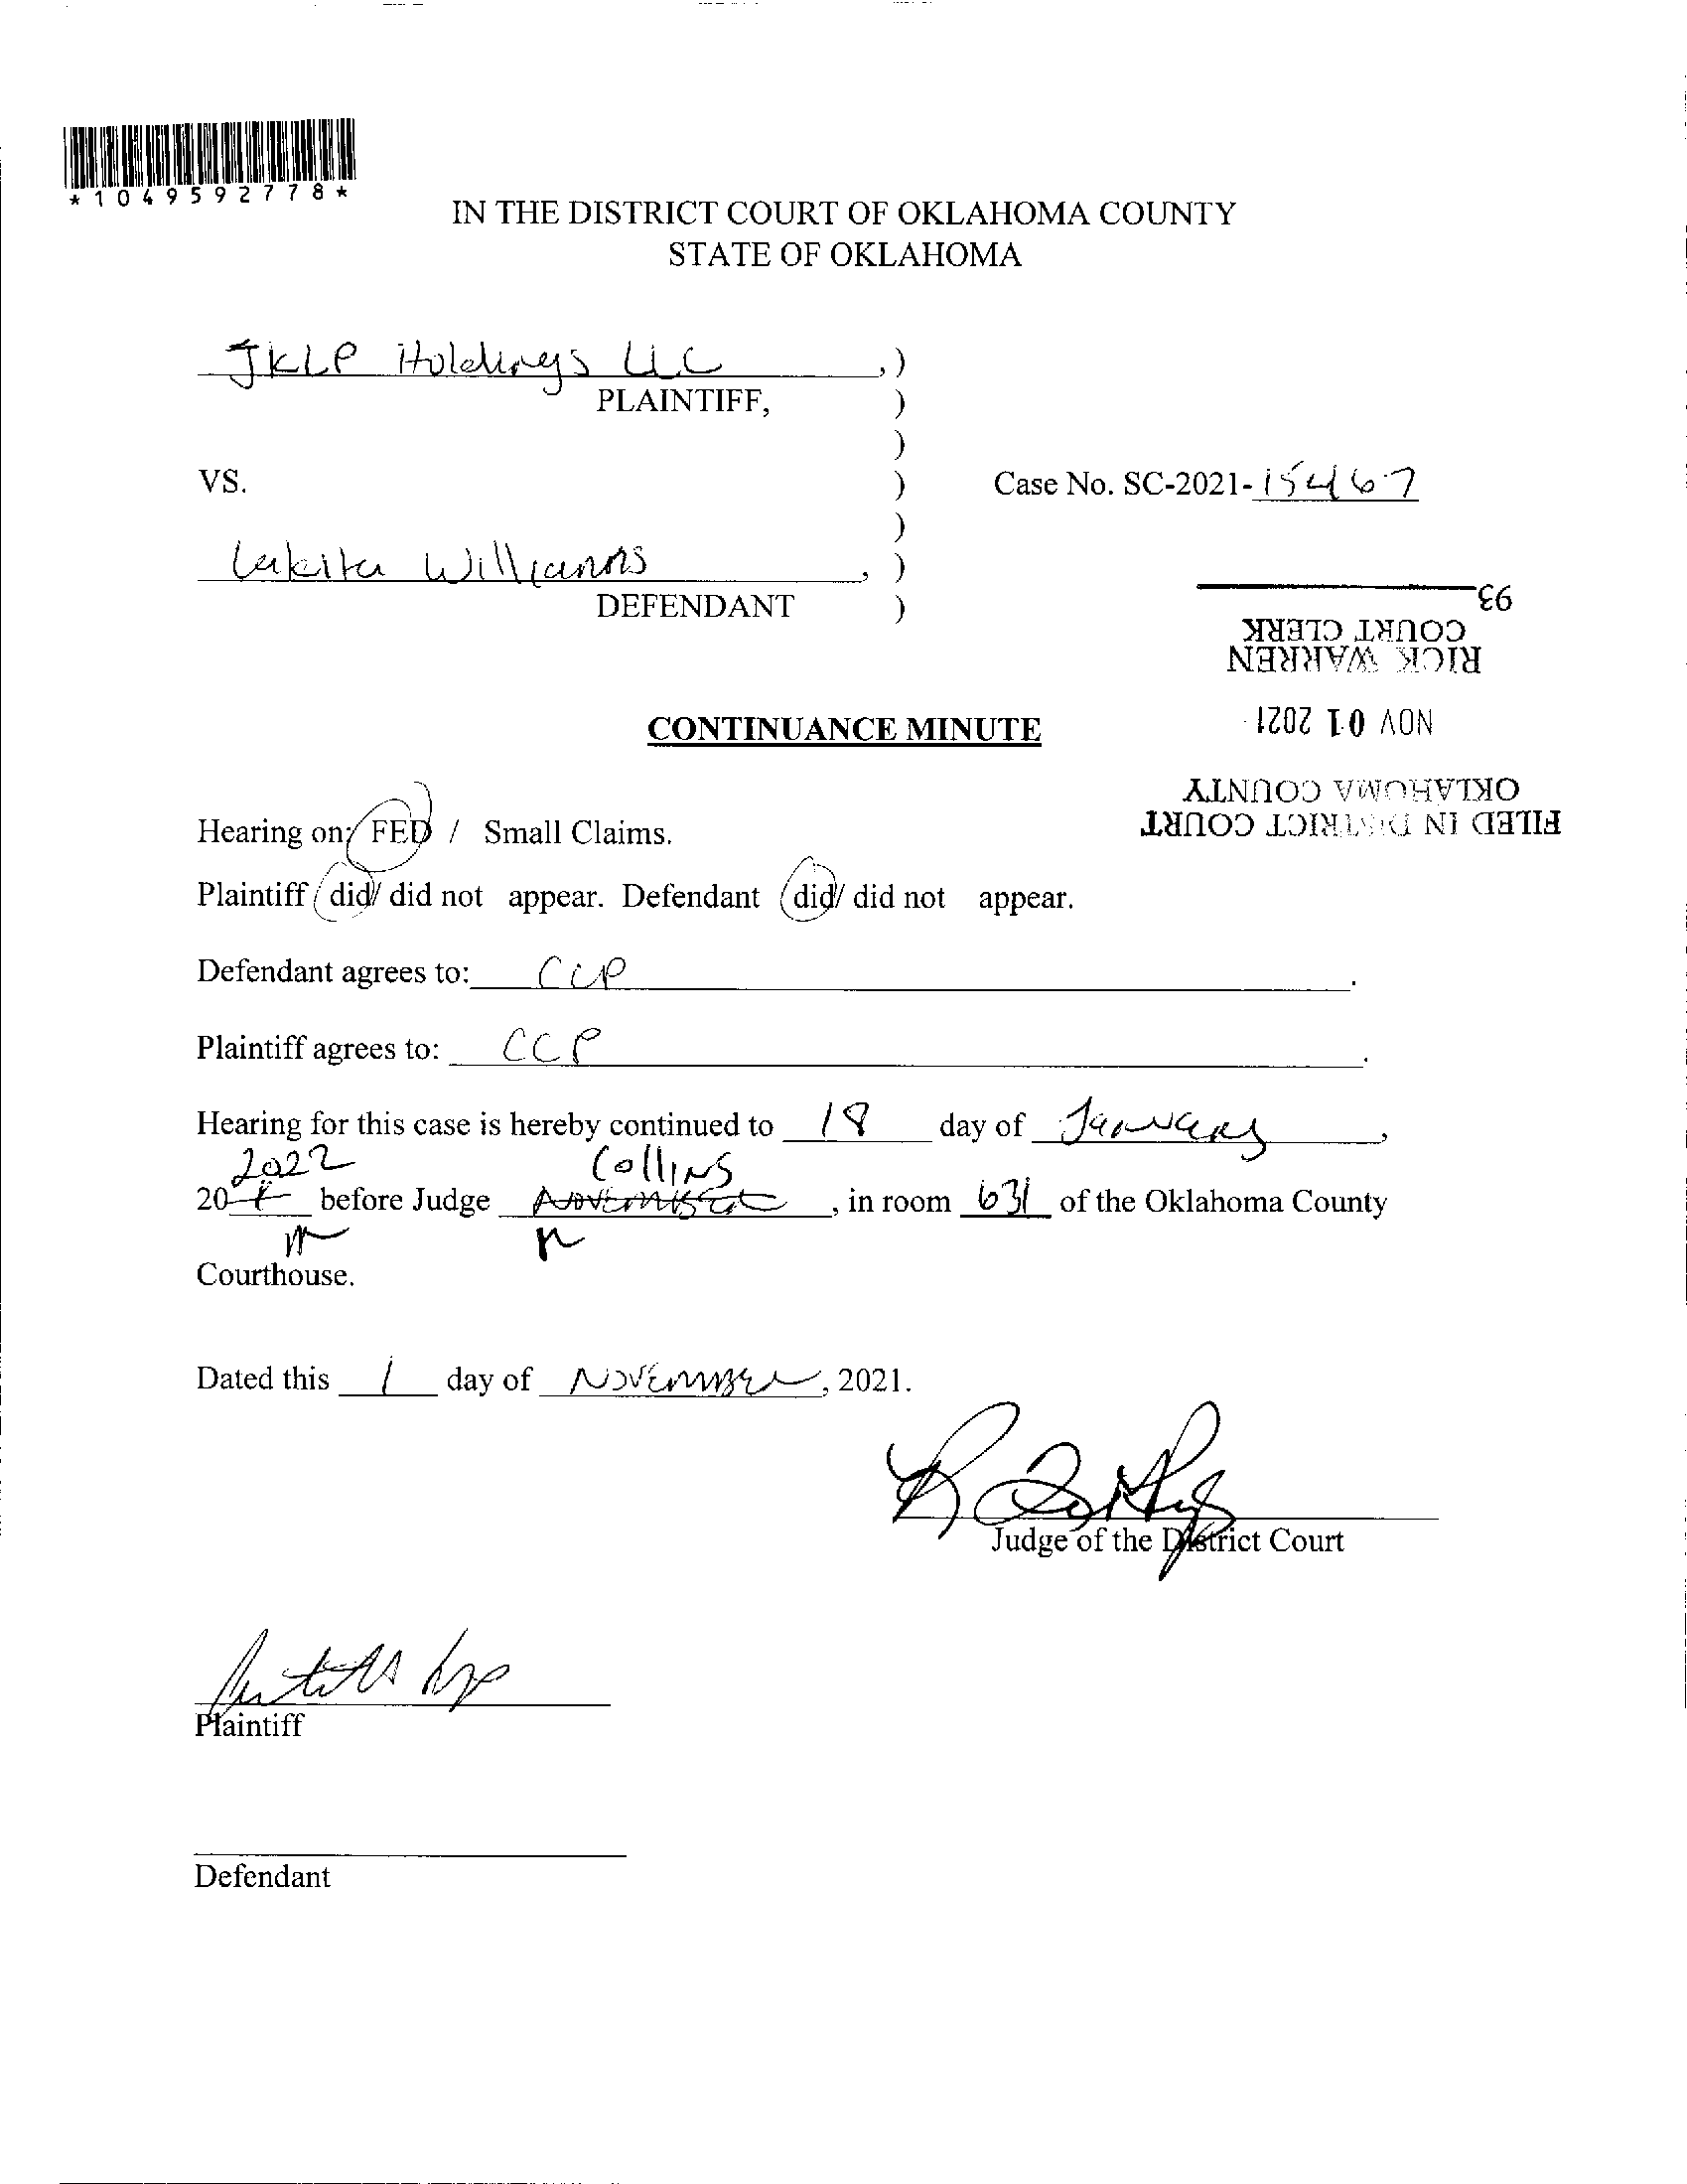 *1049592778*
IN THE DISTRICT COURT OF OKLAHOMA COUNTY
STATE OF OKLAHOMA
JKLP Holdings LLC , )
PLAINTIFF, )
)
VS. ) Case No. SC-2021- 15467
)
Lakita Williams , )
DEFENDANT )
93
COURT CLERK
RICK WARREN
NOV 01 2021
OKLAHOMA COUNTY
FILED IN DISTRICT COURT
CONTINUANCE MINUTE
Hearing on: FED / Small Claims.
Plaintiff did/ did not appear. Defendant did/ did not appear.
Defendant agrees to: CCP .
Plaintiff agrees to: CCP .
Hearing for this case is hereby continued to 18 day of January ,
2022 Collins
20 before Judge November , in room 631 of the Oklahoma County
Courthouse.
Dated this 1 day of November , 2021.
Judge of the District Court
Plaintiff
Defendant